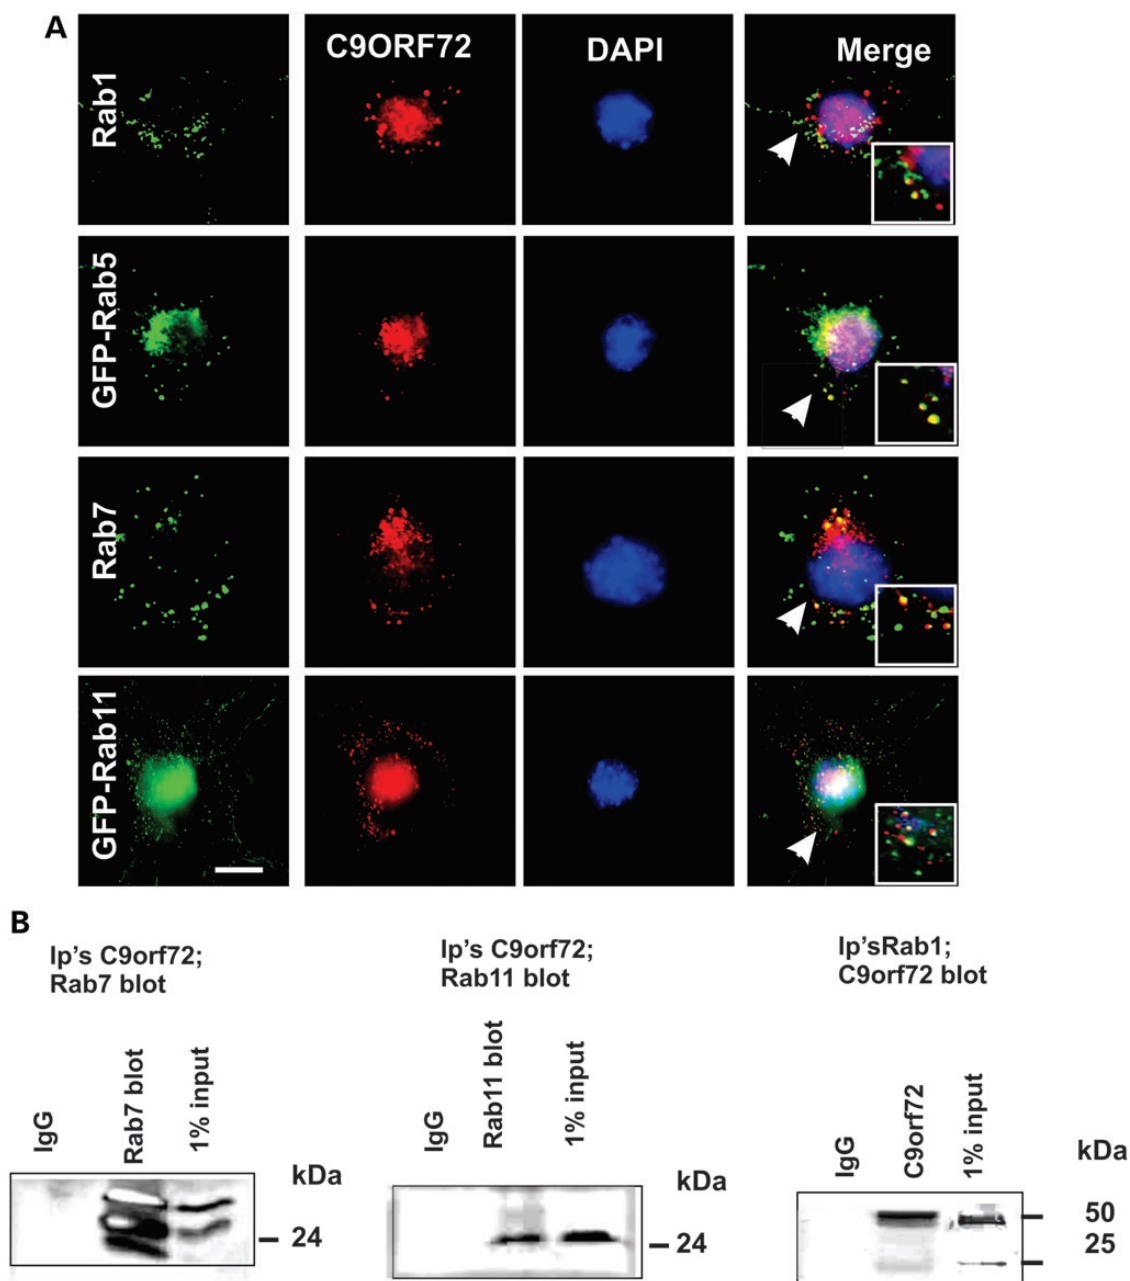 A
C9ORF72
DAPI
Merge
Rab1
GFP-Rab5
Rab7
GFP-Rab11
B
Ip's C9orf72;
Rab7 blot
IgG
Rab7 blot
1% input
kDa
24
Ip's C9orf72;
Rab11 blot
IgG
Rab11 blot
1% input
kDa
24
Ip'sRab1;
C9orf72 blot
IgG
C9orf72
1% input
kDa
50
25